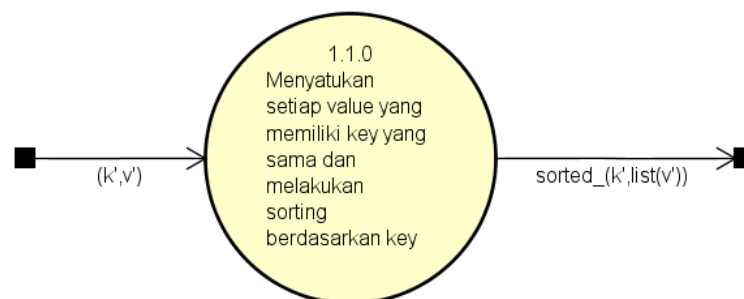 1.1.0
Menyatukan
setiap value yang
memiliki key yang
sama dan
melakukan
sorting
berdasarkan key
(k',v')
sorted_(k',list(v'))